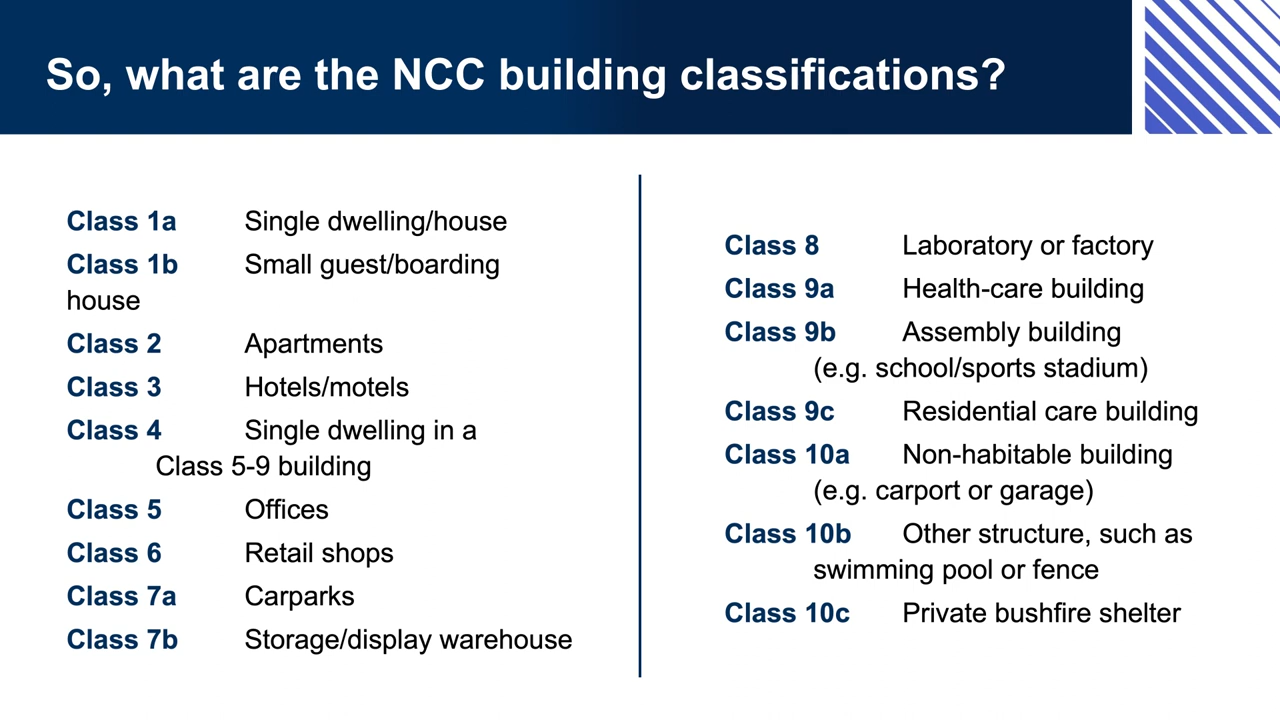 So, what are the NCC building classifications?
Class 1a Single dwelling/house
Class 1b Small guest/boarding
house
Class 2 Apartments
Class 3 Hotels/motels
Class 4 Single dwelling in a
Class 5-9 building
Class 5 Offices
Class 6 Retail shops
Class 7a Carparks
Class 7b Storage/display warehouse
Class 8 Laboratory or factory
Class 9a Health-care building
Class 9b Assembly building
(e.g. school/sports stadium)
Class 9c Residential care building
Class 10a Non-habitable building
(e.g. carport or garage)
Class 10b Other structure, such as
swimming pool or fence
Class 10c Private bushfire shelter